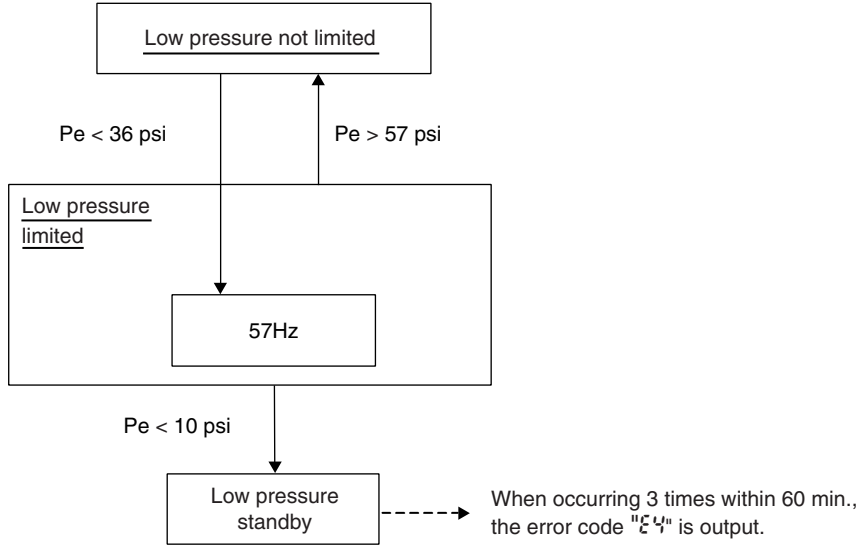 Low pressure not limited
Pe < 36 psi
Pe > 57 psi
Low pressure
limited
57Hz
Pe < 10 psi
Low pressure
standby
When occurring 3 times within 60 min.,
the error code "E4" is output.